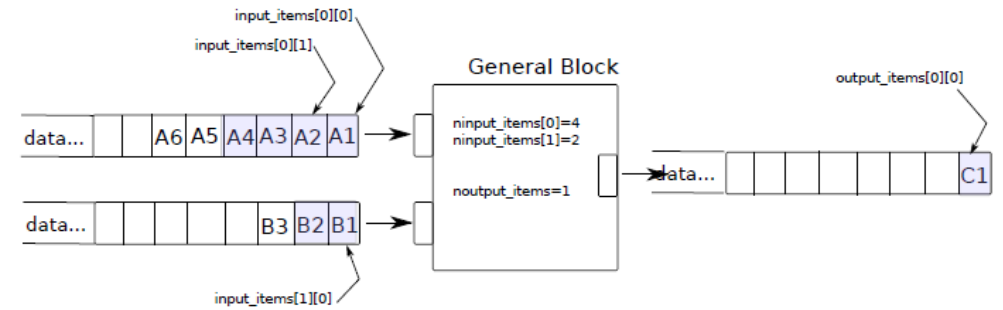 input_items[0][0]
input_items[0][1]
General Block
output_items[0][0]
data... A6 A5 A4 A3 A2 A1
ninput_items[0]=4
ninput_items[1]=2
noutput_items=1
data... C1
data... B3 B2 B1
input_items[1][0]